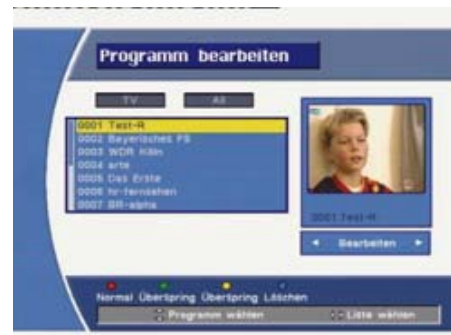 Programm bearbeiten
TV All
0001 Test-R
0002 Bayerisches FS
0003 WDR Köln
0004 arte
0005 Das Erste
0006 hr-fernsehen
0007 BR-alpha
0001 Test-R
Bearbeiten
Normal Überspring Überspring Löschen
Programm wählen Liste wählen